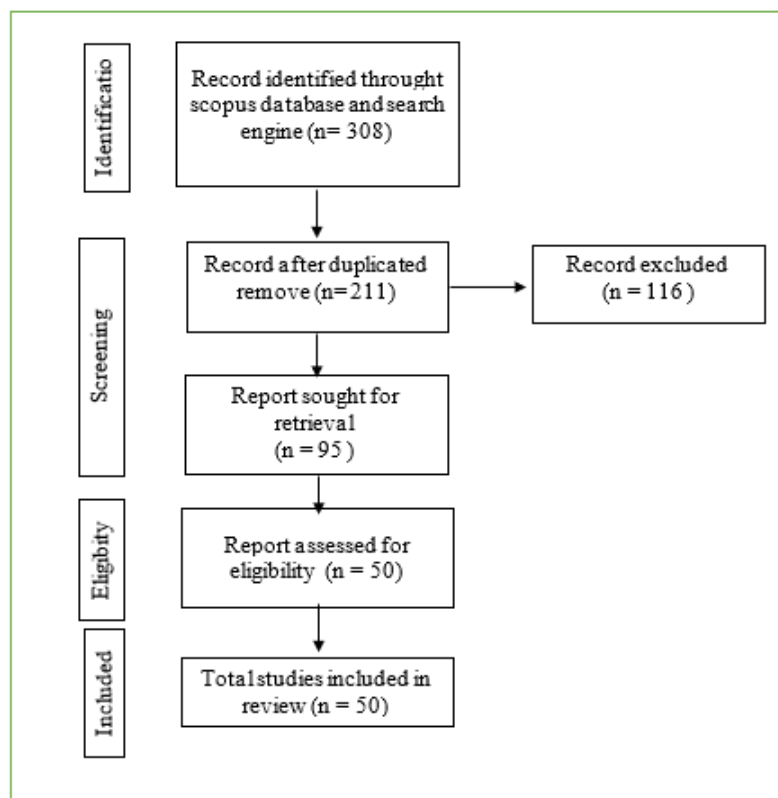 Identificatio
Record identified throught
scopus database and search
engine (n= 308)
Screening
Record after duplicated
remove (n=211)
Record excluded
(n = 116 )
Report sought for
retrieval
(n = 95 )
Eligibity
Report assessed for
eligibility (n = 50)
Included
Total studies included in
review (n = 50)